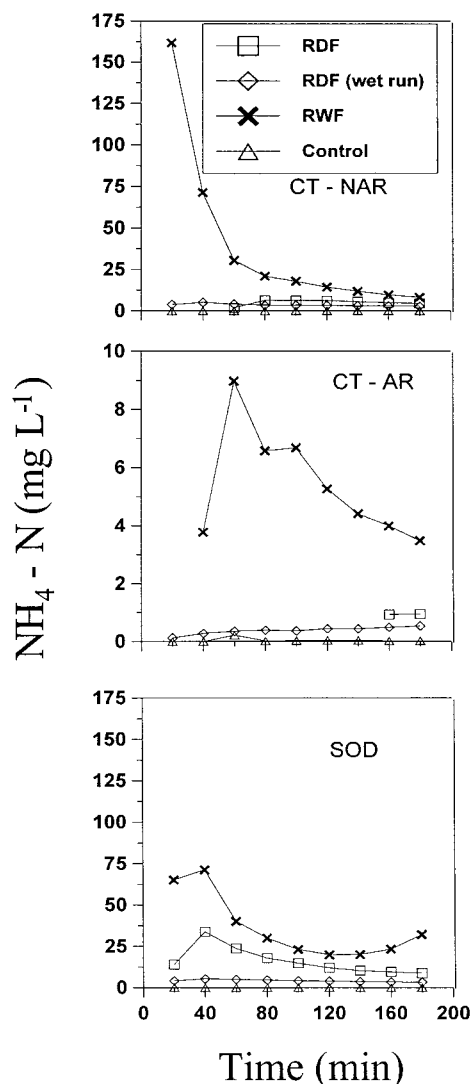 175
150
125
100
75
50
25
0
RDF
RDF (wet run)
RWF
Control
CT - NAR
10
8
6
4
2
0
CT - AR
NH4 - N (mg L-1)
175
150
125
100
75
50
25
0
SOD
0 40 80 120 160 200
Time (min)